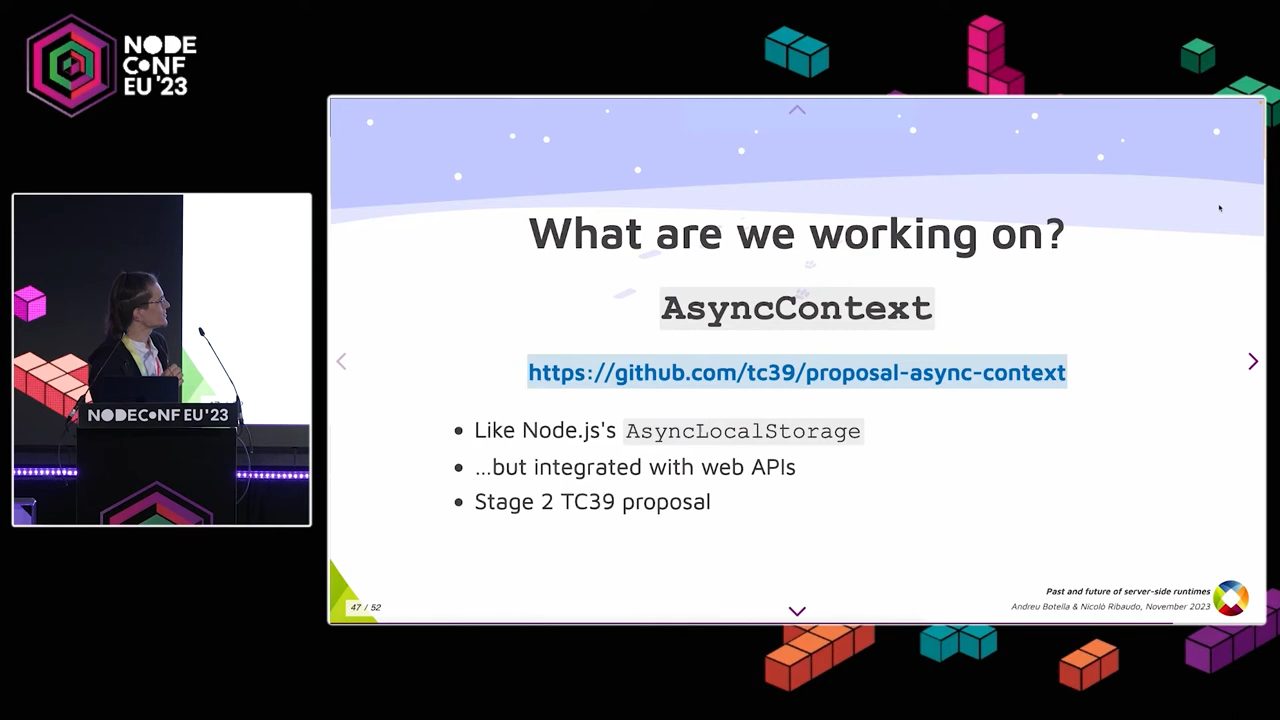 NODE
CONF
EU '23
What are we working on?
AsyncContext
https://github.com/tc39/proposal-async-context
Like Node.js's AsyncLocalStorage
...but integrated with web APIs
Stage 2 TC39 proposal
NODECONF EU'23
47 / 52
Past and future of server-side runtimes
Andreu Botella & Nicolò Ribaudo, November 2023